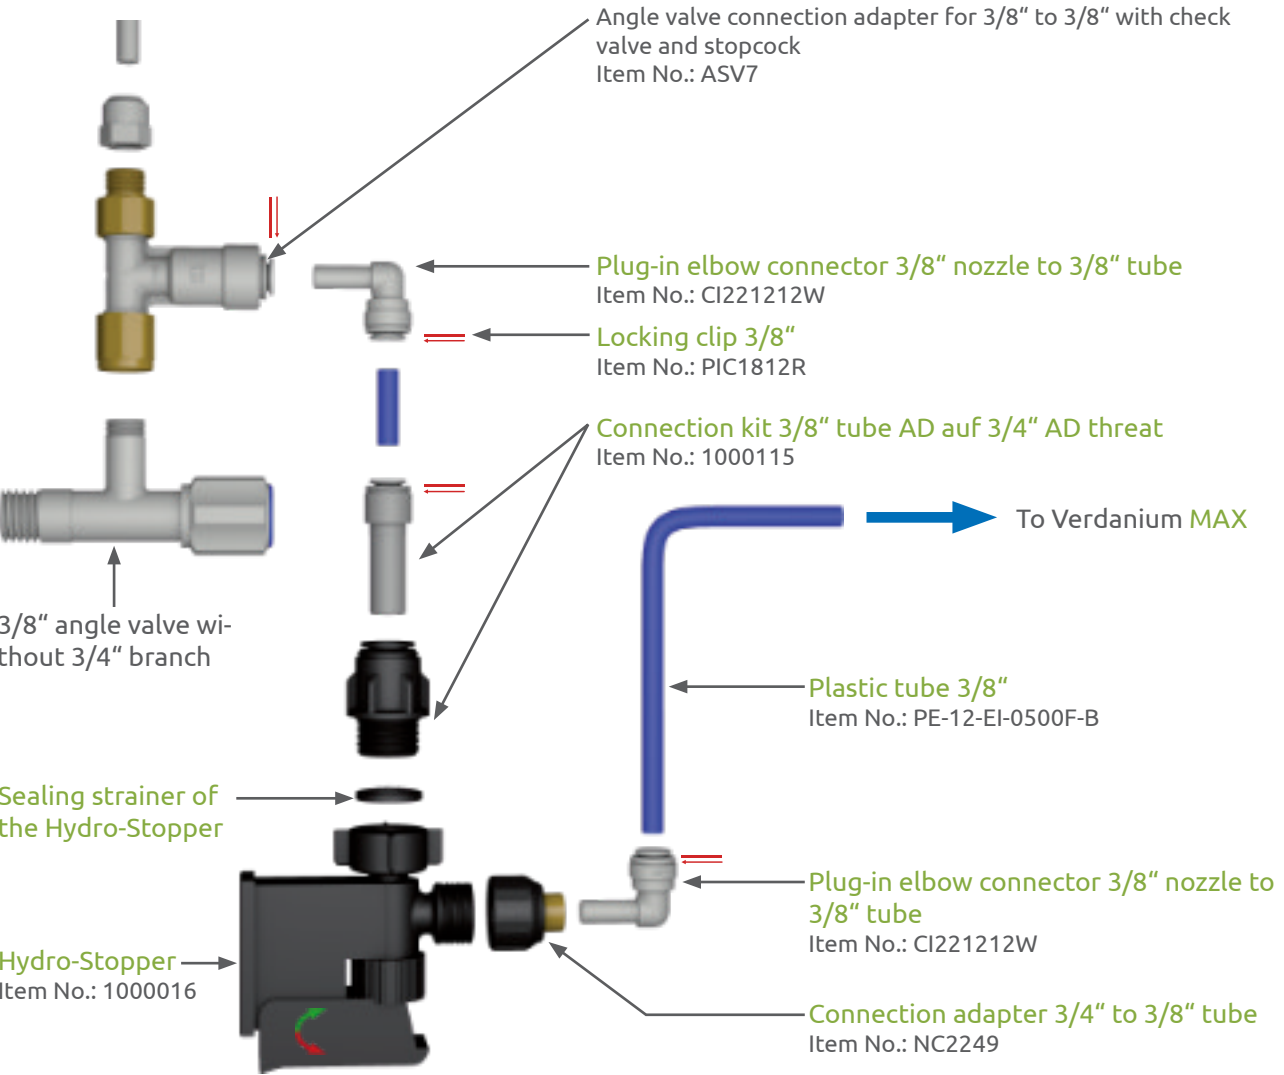 Angle valve connection adapter for 3/8“ to 3/8“ with check
valve and stopcock
Item No.: ASV7
Plug-in elbow connector 3/8“ nozzle to 3/8“ tube
Item No.: CI221212W
Locking clip 3/8“
Item No.: PIC1812R
Connection kit 3/8“ tube AD auf 3/4“ AD threat
Item No.: 1000115
To Verdanium MAX
3/8“ angle valve wi-
thout 3/4“ branch
Plastic tube 3/8“
Item No.: PE-12-EI-0500F-B
Sealing strainer of
the Hydro-Stopper
Plug-in elbow connector 3/8“ nozzle to
3/8“ tube
Item No.: CI221212W
Hydro-Stopper
Item No.: 1000016
Connection adapter 3/4“ to 3/8“ tube
Item No.: NC2249